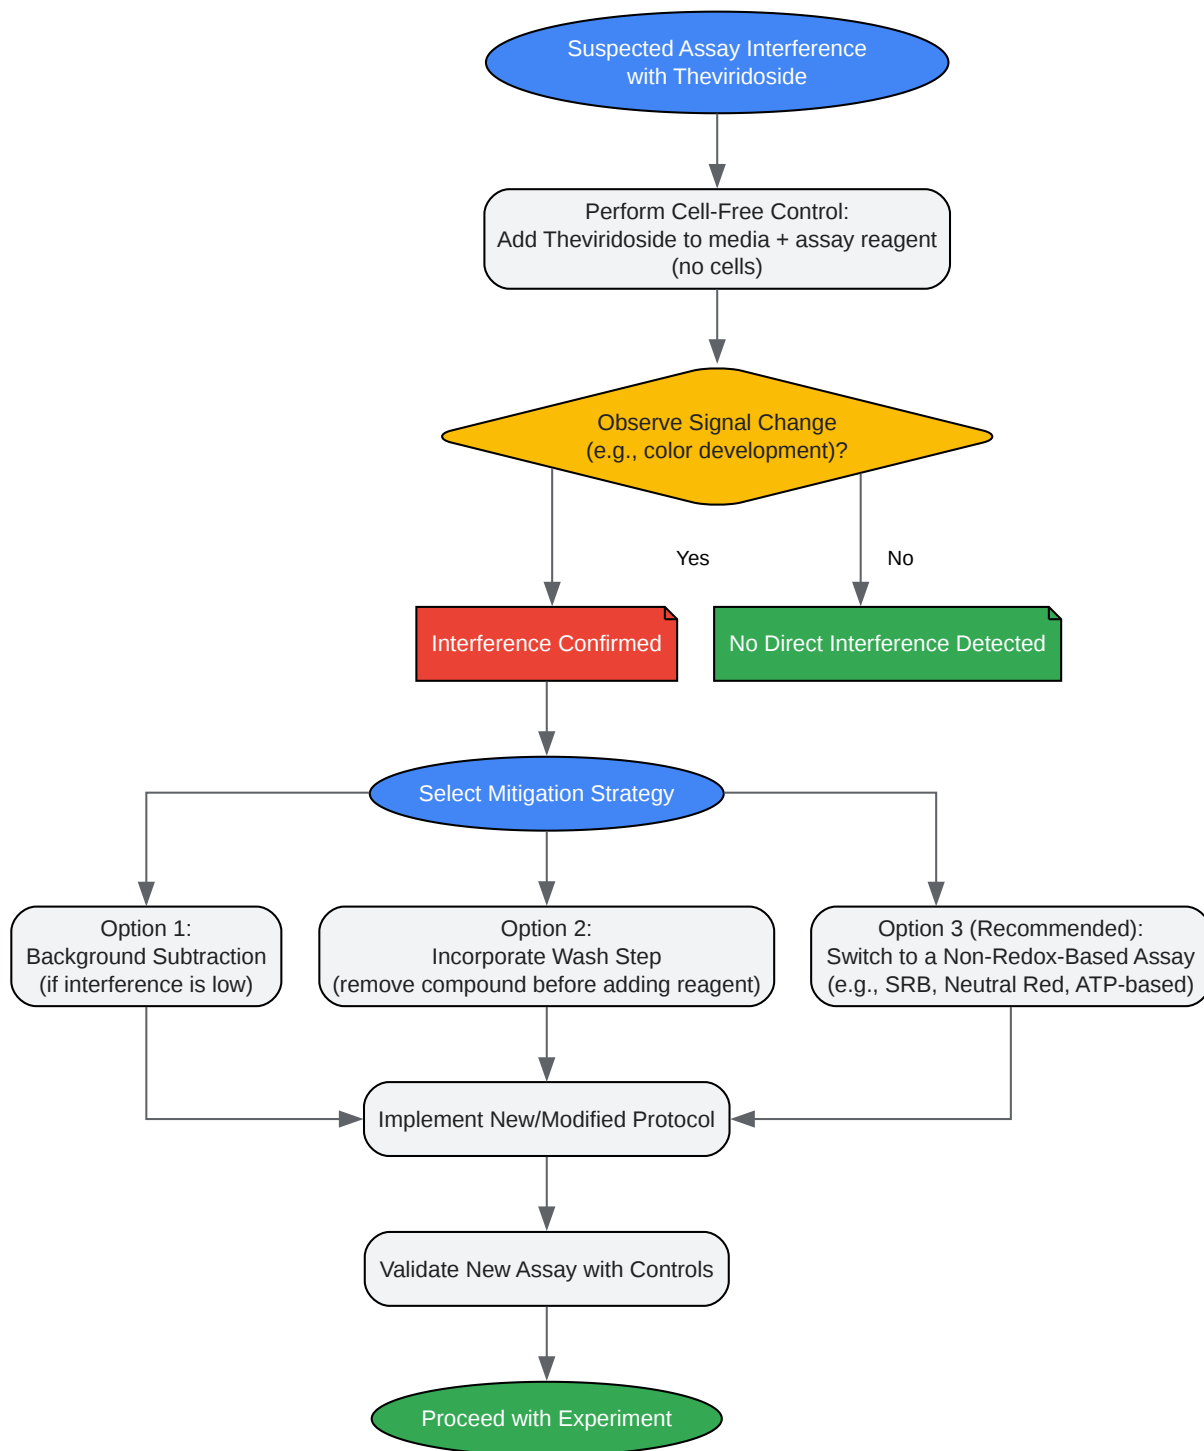 Suspected Assay Interference
with Theviridoside
Perform Cell-Free Control:
Add Theviridoside to media + assay reagent
(no cells)
Observe Signal Change
(e.g., color development)?
Yes
No
Interference Confirmed
No Direct Interference Detected
Select Mitigation Strategy
Option 1:
Background Subtraction
(if interference is low)
Option 2:
Incorporate Wash Step
(remove compound before adding reagent)
Option 3 (Recommended):
Switch to a Non-Redox-Based Assay
(e.g., SRB, Neutral Red, ATP-based)
Implement New/Modified Protocol
Validate New Assay with Controls
Proceed with Experiment